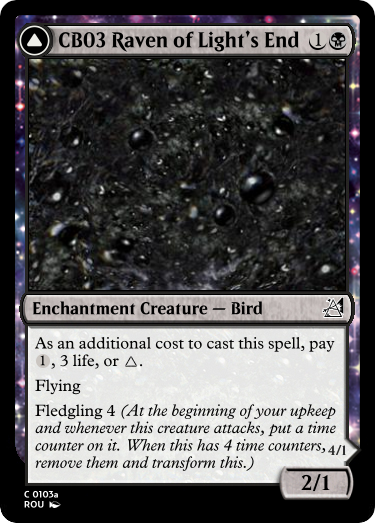 CB03 Raven of Light's End 1
Enchantment Creature — Bird
As an additional cost to cast this spell, pay
1, 3 life, or △.
Flying
Fledgling 4 (At the beginning of your upkeep
and whenever this creature attacks, put a time
counter on it. When this has 4 time counters,
remove them and transform this.)
4/1
2/1
C 0103a
ROU